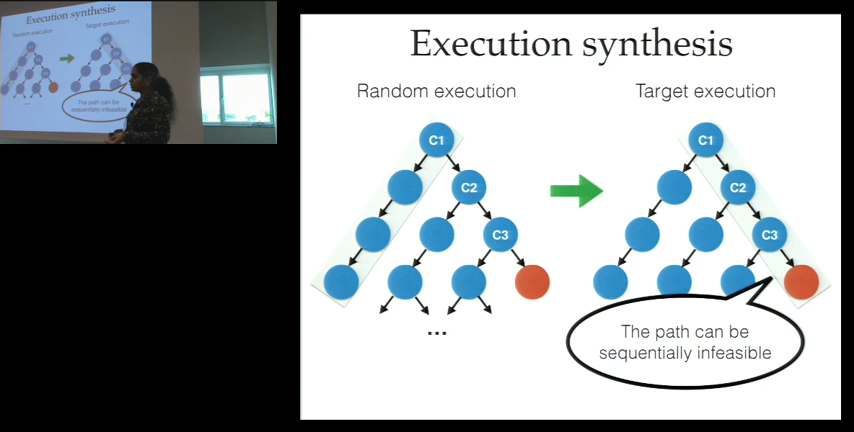 Execution synthesis
Random execution
Target execution
The path can be
sequentially infeasible
Execution synthesis
Random execution
Target execution
C1
C1
C2
C2
C3
C3
...
The path can be
sequentially infeasible